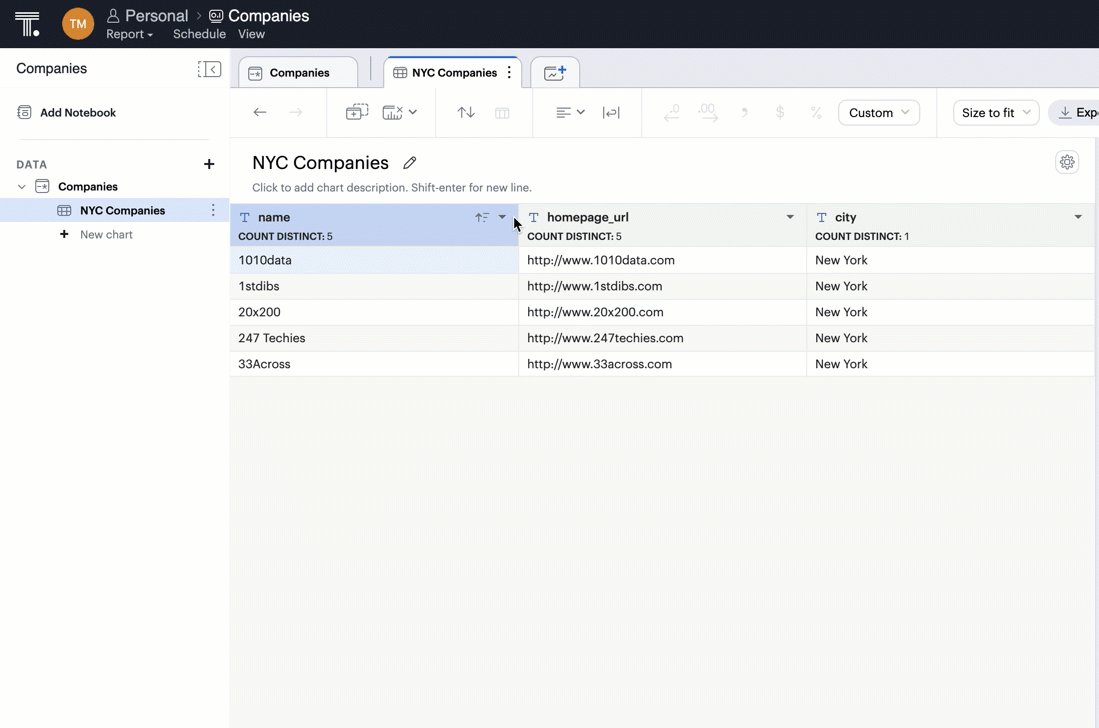 TM
Personal > Companies
Report Schedule View
Companies
Add Notebook
DATA
Companies
NYC Companies
New chart
Companies
NYC Companies
.0 .00 , $ % Custom
Size to fit
Exp
NYC Companies
Click to add chart description. Shift-enter for new line.
T name T homepage_url T city
COUNT DISTINCT: 5 COUNT DISTINCT: 5 COUNT DISTINCT: 1
1010data http://www.1010data.com New York
1stdibs http://www.1stdibs.com New York
20x200 http://www.20x200.com New York
247 Techies http://www.247techies.com New York
33Across http://www.33across.com New York